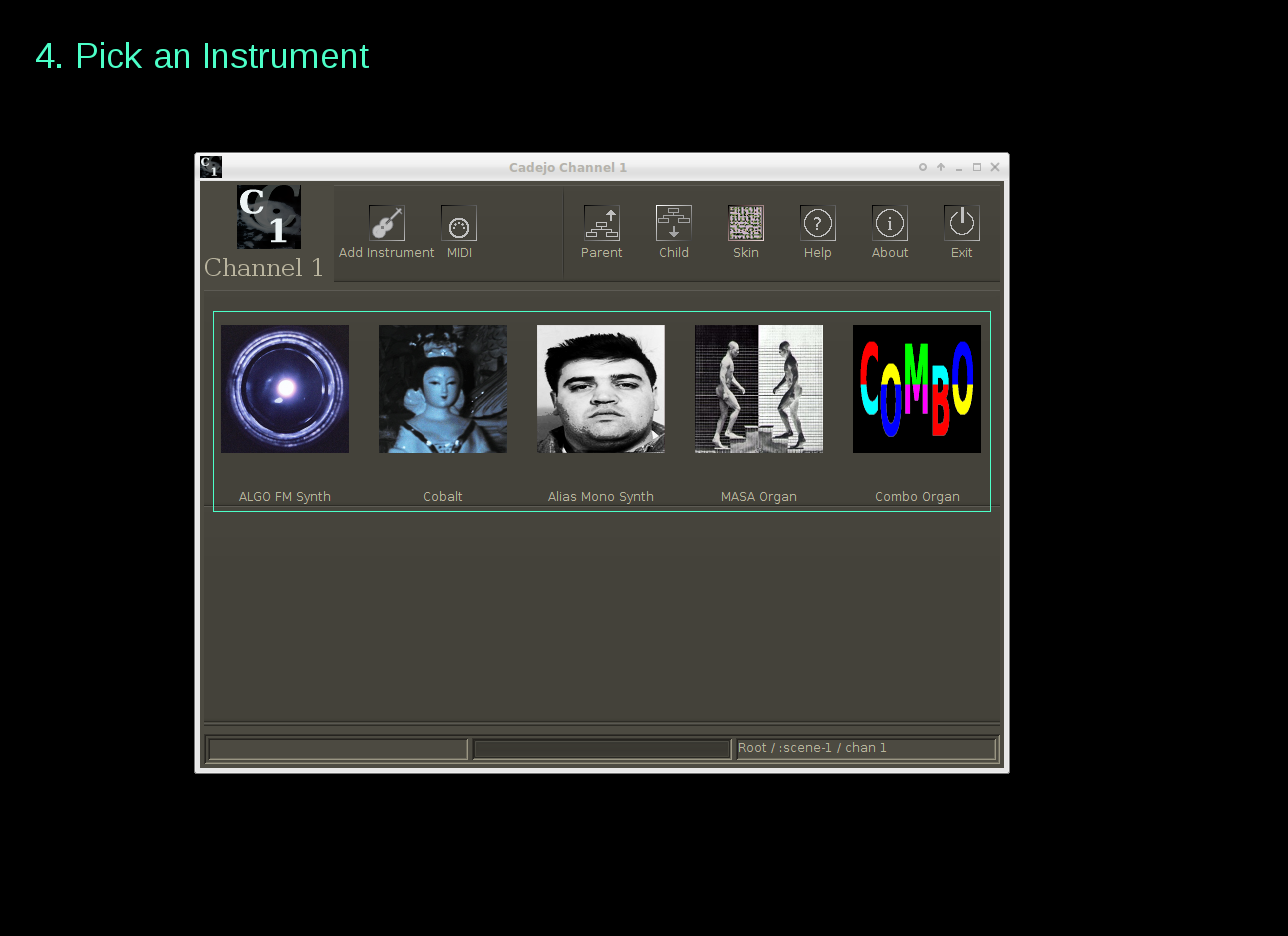 4. Pick an Instrument
C
1
Cadejo Channel 1
C
1
Channel 1
Add Instrument
MIDI
Parent
Child
Skin
? Help
i About
Exit
COMBO
ALGO FM Synth
Cobalt
Alias Mono Synth
MASA Organ
Combo Organ
Root / :scene-1 / chan 1